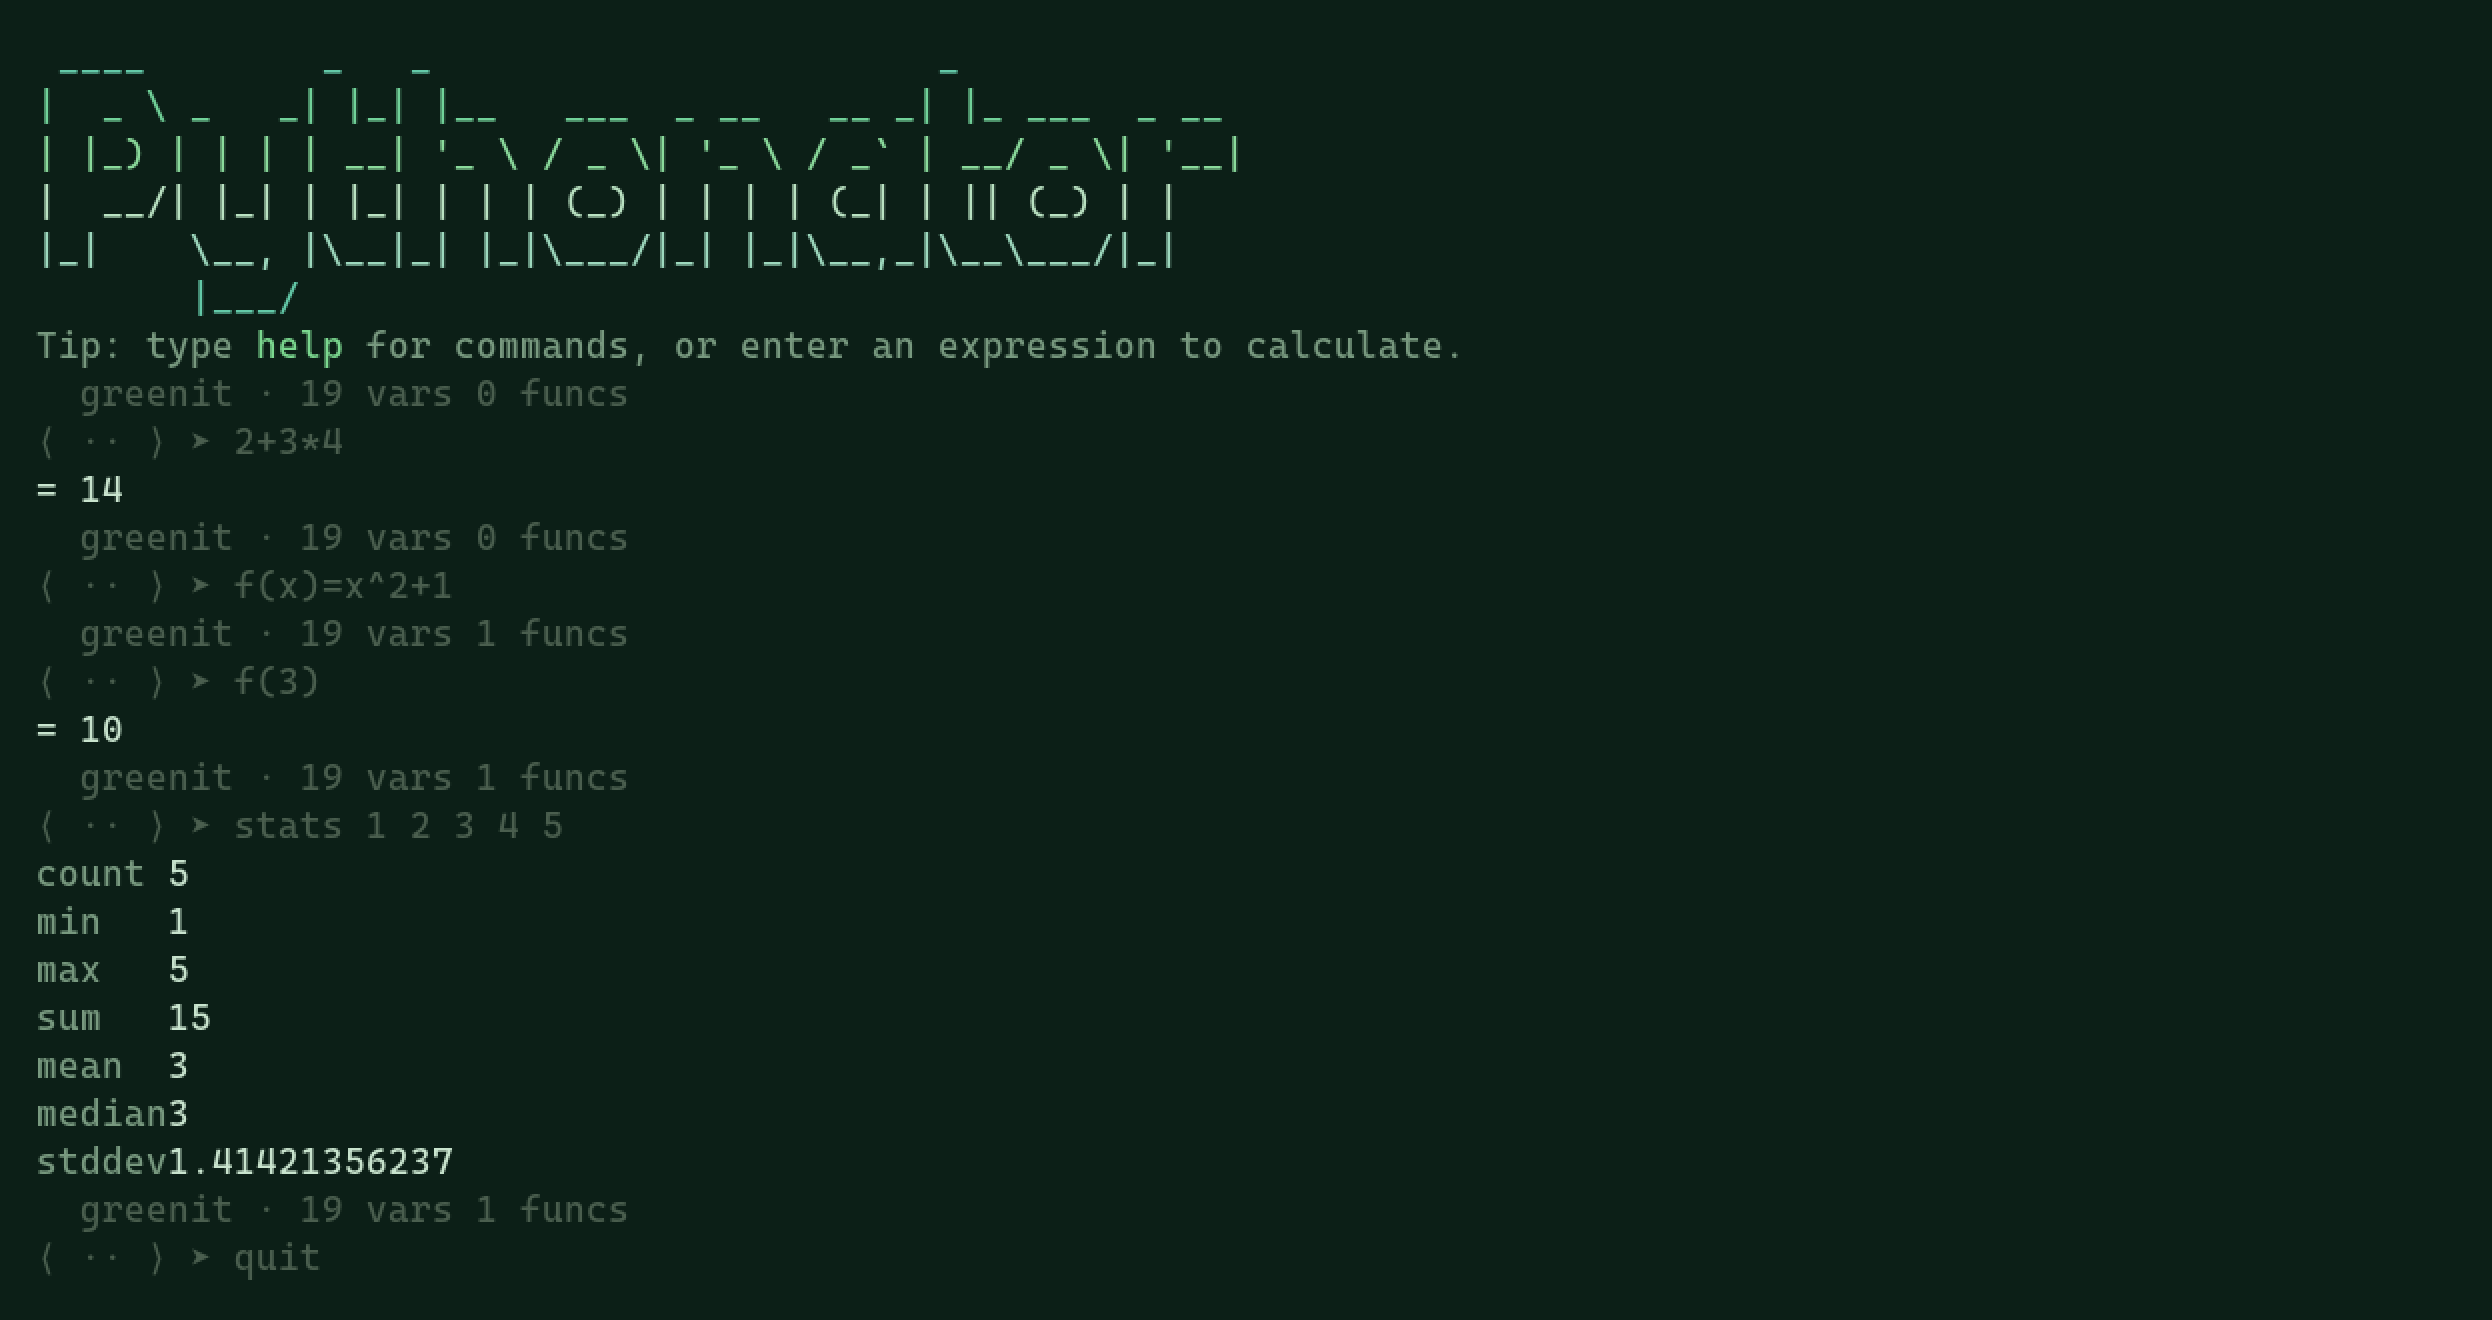 Pythonator
Tip: type help for commands, or enter an expression to calculate.
greenit · 19 vars 0 funcs
⟨ ·· ⟩ ➤ 2+3*4
= 14
greenit · 19 vars 0 funcs
⟨ ·· ⟩ ➤ f(x)=x^2+1
greenit · 19 vars 1 funcs
⟨ ·· ⟩ ➤ f(3)
= 10
greenit · 19 vars 1 funcs
⟨ ·· ⟩ ➤ stats 1 2 3 4 5
count 5
min   1
max   5
sum   15
mean  3
median3
stddev1.41421356237
greenit · 19 vars 1 funcs
⟨ ·· ⟩ ➤ quit